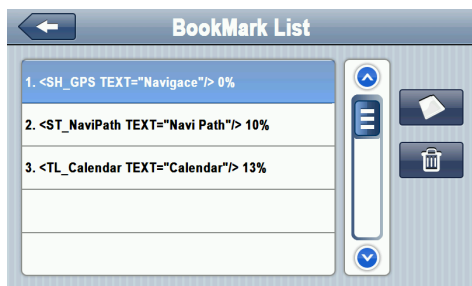 BookMark List
1. <SH_GPS TEXT="Navigace"/> 0%
2. <ST_NaviPath TEXT="Navi Path"/> 10%
3. <TL_Calendar TEXT="Calendar"/> 13%